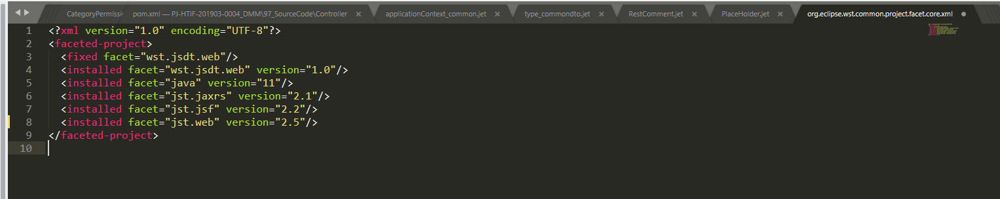 CategoryPermissi
pom.xml — PJ-HTIF-201903-0004_DMM\97_SourceCode\Controller
applicationContext_common.jet
type_commondto.jet
RestComment.jet
PlaceHolder.jet
org.eclipse.wst.common.project.facet.core.xml
1 <?xml version="1.0" encoding="UTF-8"?>
2 <faceted-project>
3 <fixed facet="wst.jsdt.web"/>
4 <installed facet="wst.jsdt.web" version="1.0"/>
5 <installed facet="java" version="11"/>
6 <installed facet="jst.jaxrs" version="2.1"/>
7 <installed facet="jst.jsf" version="2.2"/>
8 <installed facet="jst.web" version="2.5"/>
9 </faceted-project>
10